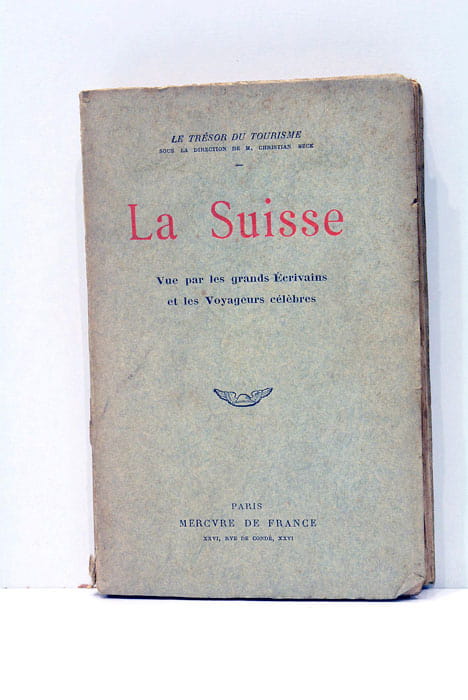 LE TRÉSOR DU TOURISME
SOUS LA DIRECTION DE M. CHRISTIAN BECK
La Suisse
Vue par les grands Écrivains
et les Voyageurs célèbres
PARIS
MERCVRE DE FRANCE
XXVI, RVE DE CONDÉ, XXVI